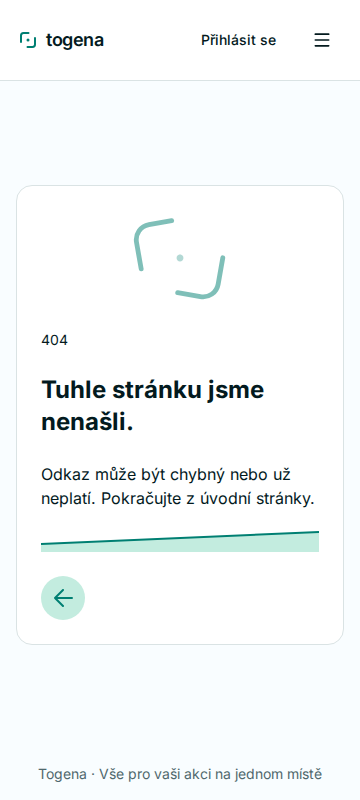 togena
Přihlásit se
404
Tuhle stránku jsme
nenašli.
Odkaz může být chybný nebo už
neplatí. Pokračujte z úvodní stránky.
Togena · Vše pro vaši akci na jednom místě